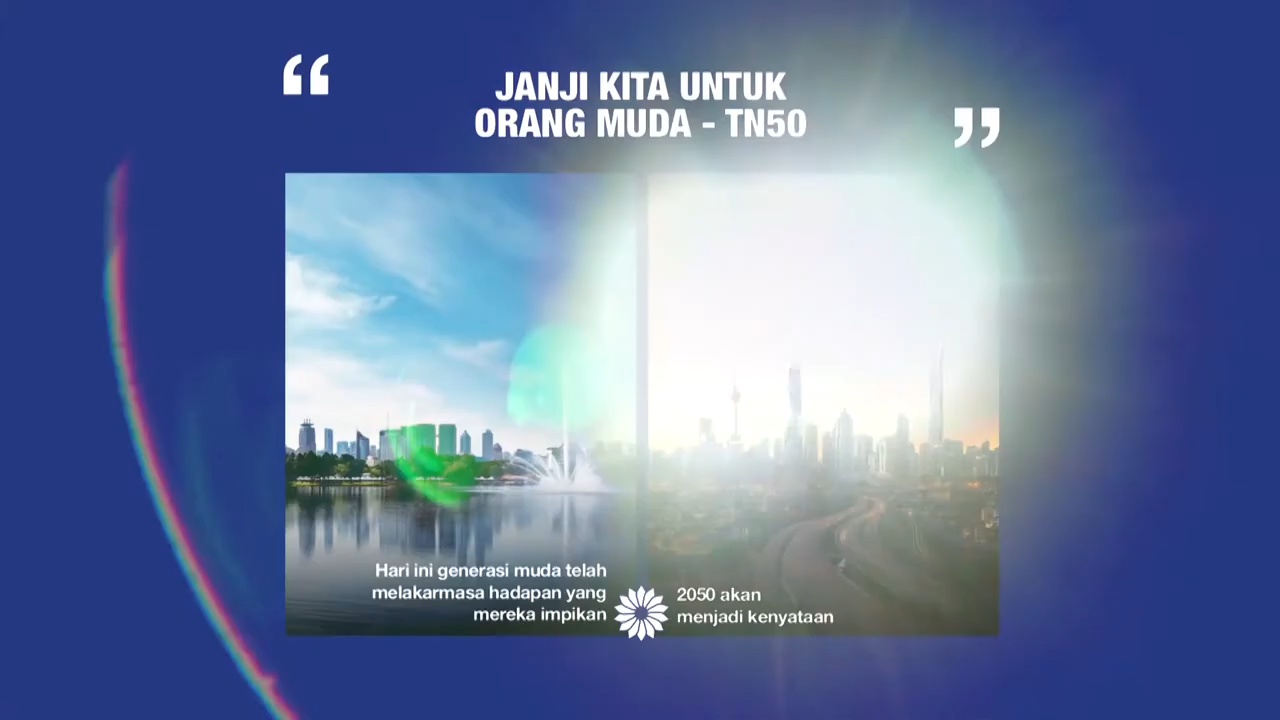 “
JANJI KITA UNTUK
ORANG MUDA - TN50
”
Hari ini generasi muda telah
melakarmasa hadapan yang
mereka impikan
2050 akan
menjadi kenyataan